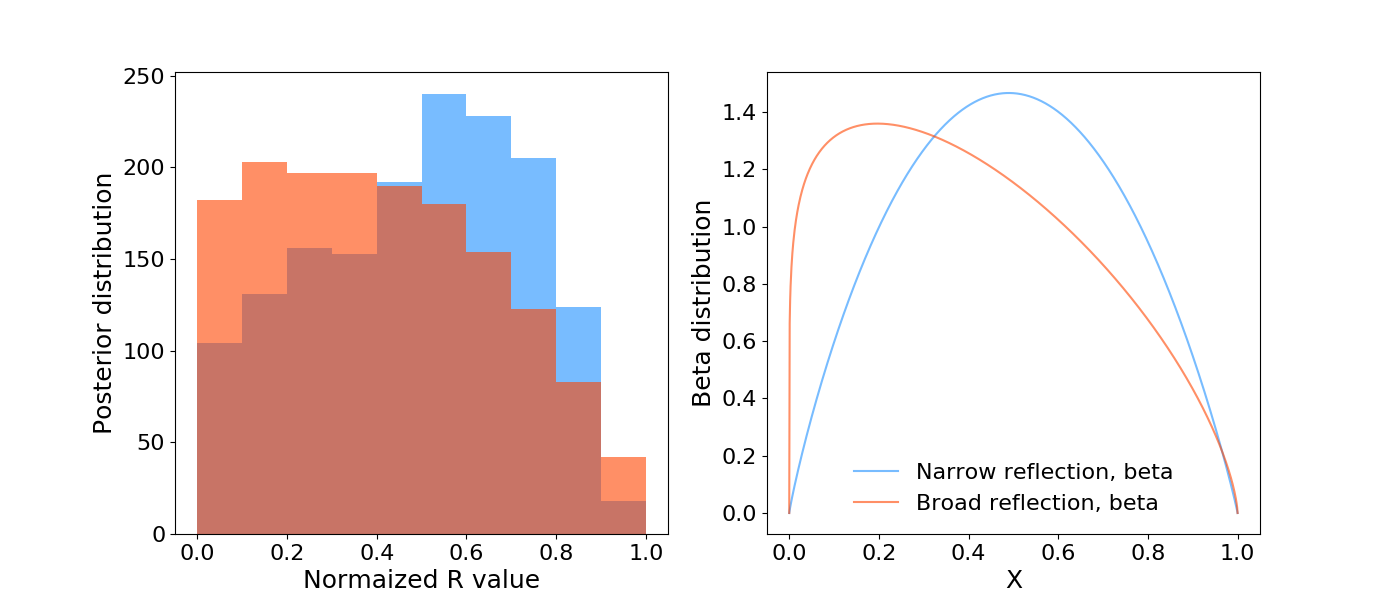 250
200
150
100
50
0
Posterior distribution
0.0 0.2 0.4 0.6 0.8 1.0
Normaized R value
1.4
1.2
1.0
0.8
0.6
0.4
0.2
0.0
Beta distribution
Narrow reflection, beta
Broad reflection, beta
0.0 0.2 0.4 0.6 0.8 1.0
X